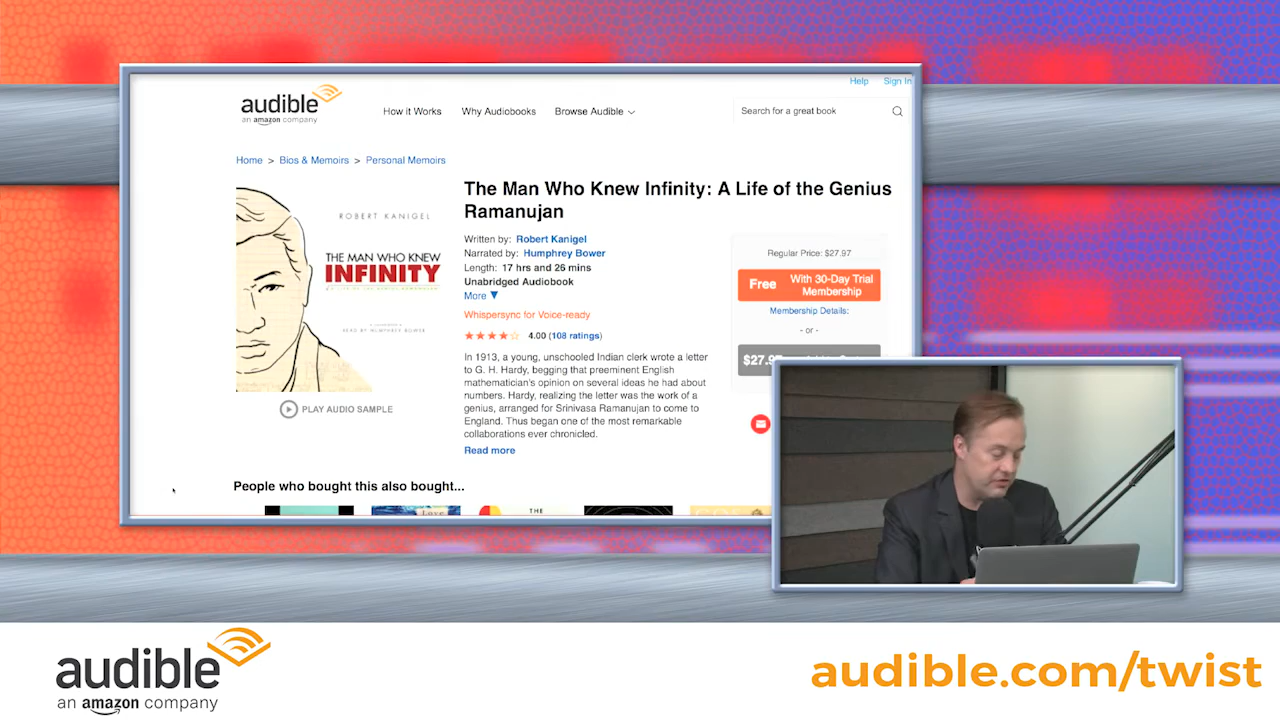 Help Sign In
audible
an amazon company
How it Works Why Audiobooks Browse Audible
Search for a great book
Home > Bios & Memoirs > Personal Memoirs
ROBERT KANIGEL
THE MAN WHO KNEW
INFINITY
READ BY HUMPHREY BOWER
PLAY AUDIO SAMPLE
The Man Who Knew Infinity: A Life of the Genius
Ramanujan
Written by: Robert Kanigel
Narrated by: Humphrey Bower
Length: 17 hrs and 26 mins
Unabridged Audiobook
More
Whispersync for Voice-ready
4.00 (108 ratings)
In 1913, a young, unschooled Indian clerk wrote a letter
to G. H. Hardy, begging that preeminent English
mathematician's opinion on several ideas he had about
numbers. Hardy, realizing the letter was the work of a
genius, arranged for Srinivasa Ramanujan to come to
England. Thus began one of the most remarkable
collaborations ever chronicled.
Read more
Regular Price: $27.97
Free With 30-Day Trial
Membership
Membership Details:
- or -
People who bought this also bought...
Love
THE
audible
an amazon company
audible.com/twist